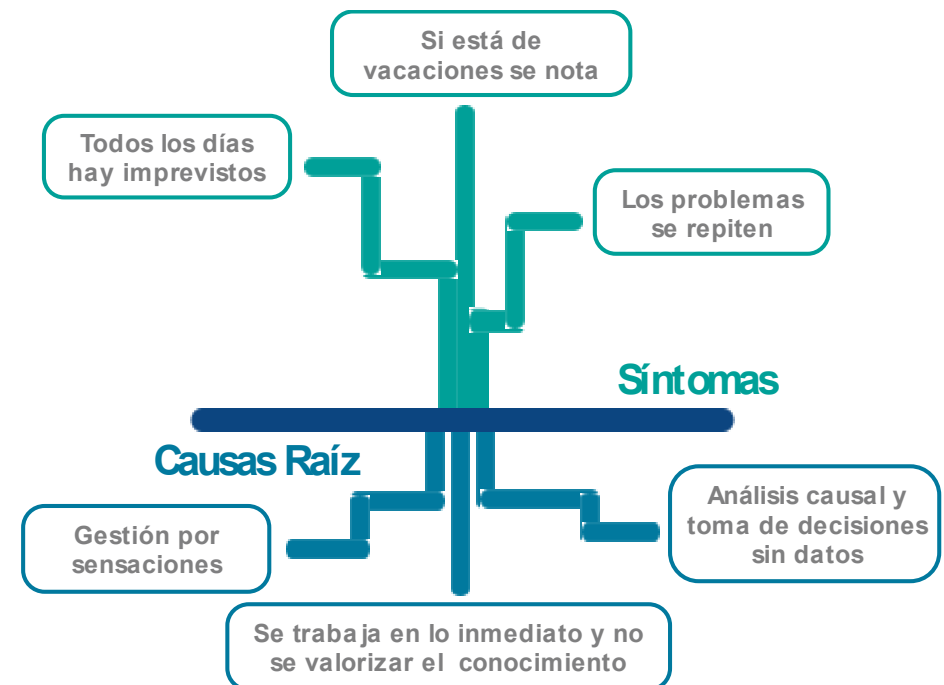 Si está de
vacaciones se nota
Todos los días
hay imprevistos
Los problemas
se repiten
Síntomas
Causas Raíz
Análisis causal y
toma de decisiones
sin datos
Gestión por
sensaciones
Se trabaja en lo inmediato y no
se valorizar el conocimiento